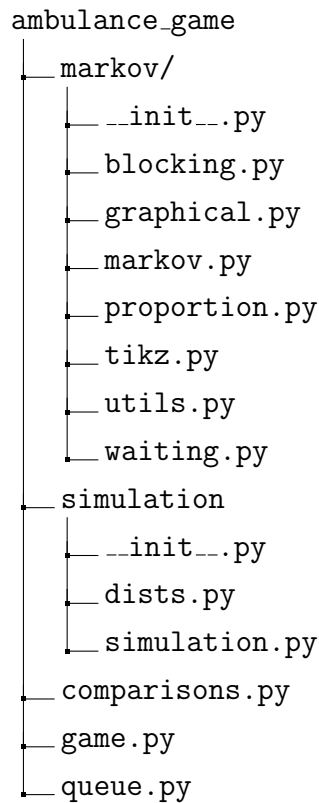 ambulance_game
markov/
__init__.py
blocking.py
graphical.py
markov.py
proportion.py
tikz.py
utils.py
waiting.py
simulation
__init__.py
dists.py
simulation.py
comparisons.py
game.py
queue.py